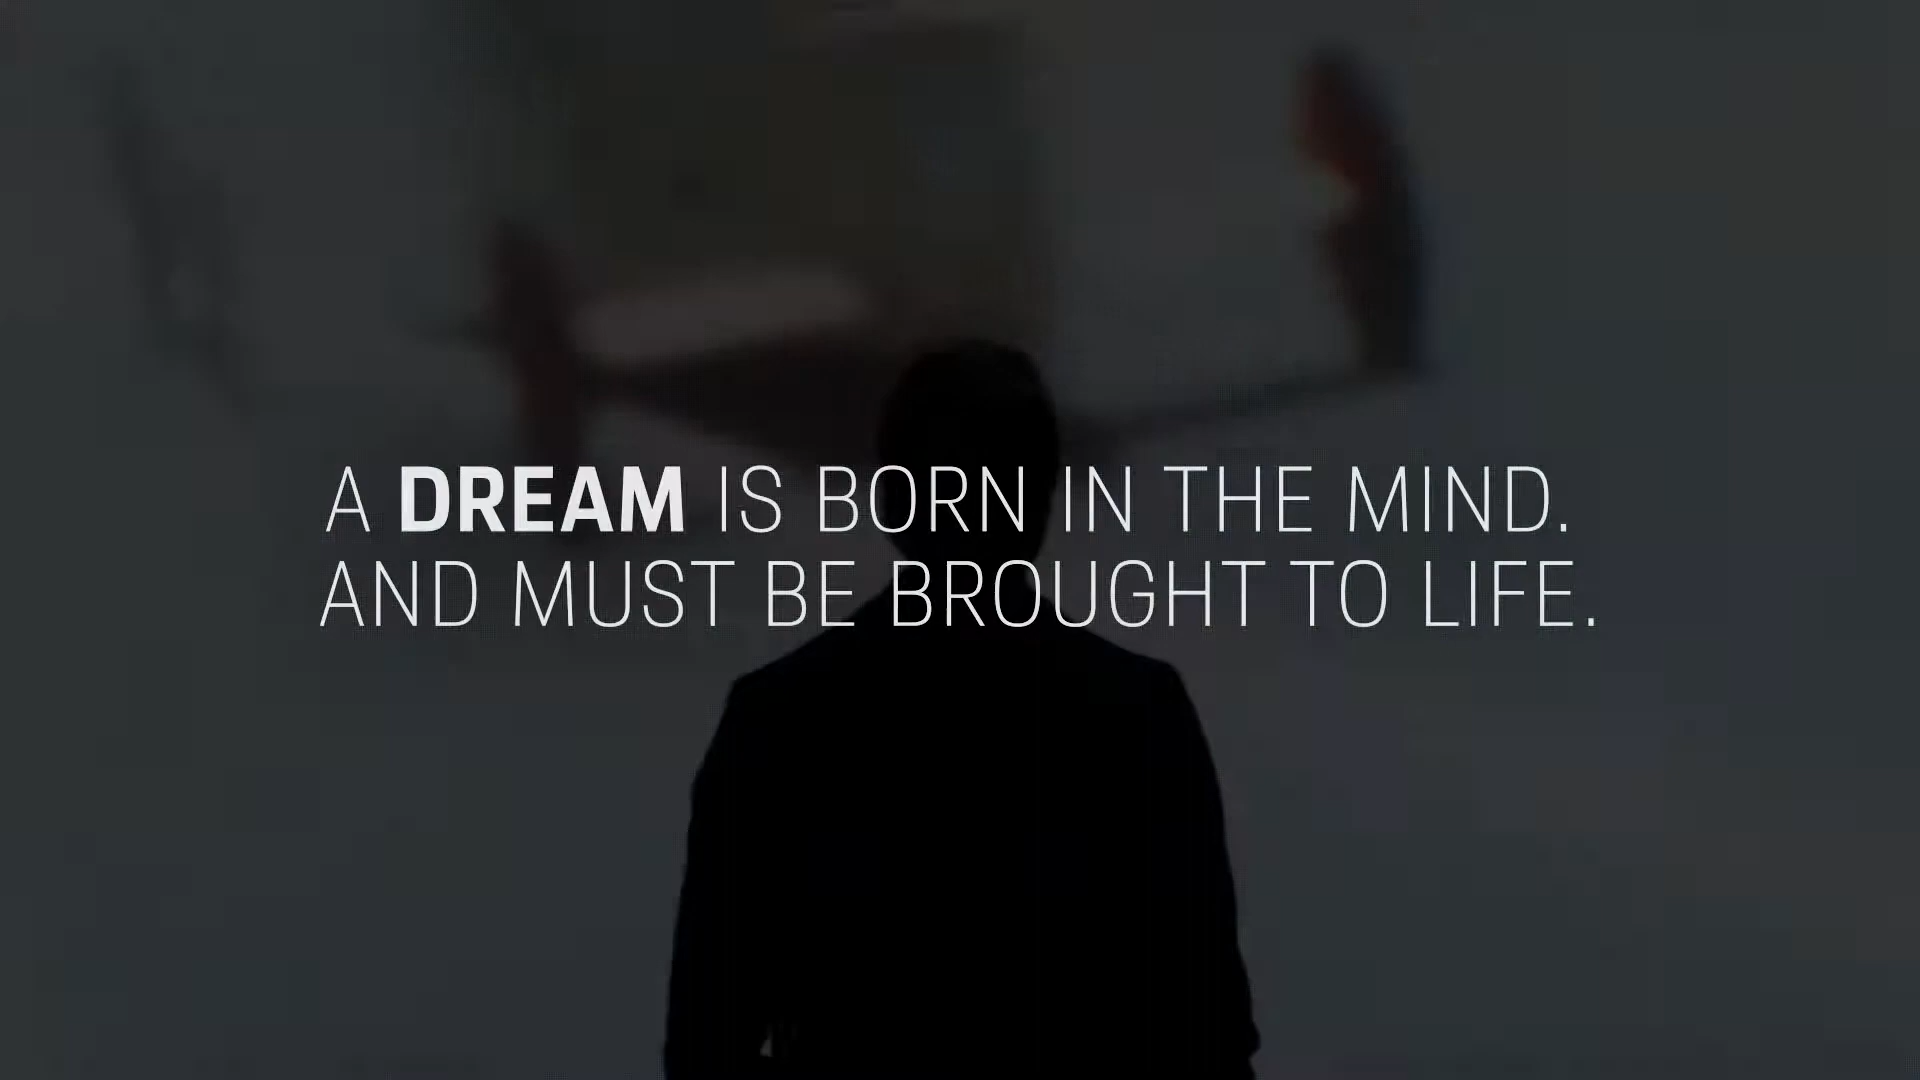 A DREAM IS BORN IN THE MIND.
AND MUST BE BROUGHT TO LIFE.